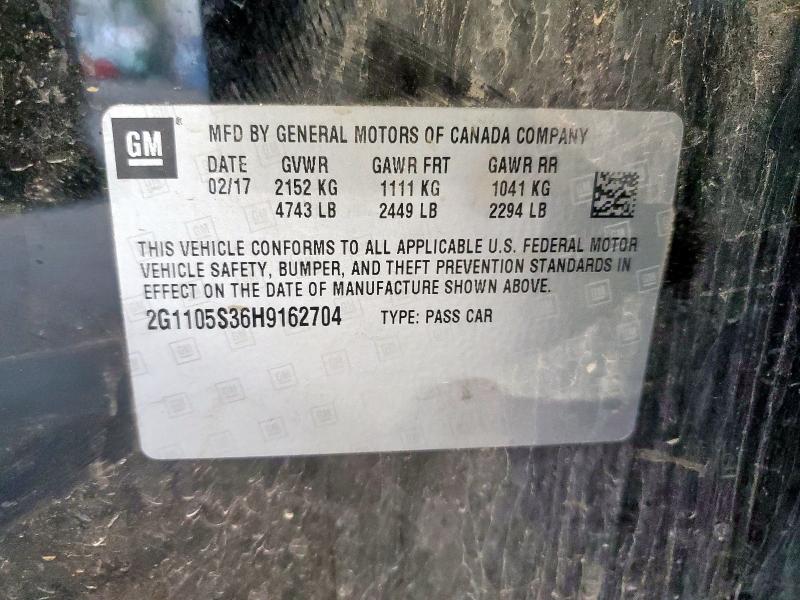 GM
MFD BY GENERAL MOTORS OF CANADA COMPANY
DATE GVWR GAWR FRT GAWR RR
02/17 2152 KG 1111 KG 1041 KG
4743 LB 2449 LB 2294 LB
THIS VEHICLE CONFORMS TO ALL APPLICABLE U.S. FEDERAL MOTOR
VEHICLE SAFETY, BUMPER, AND THEFT PREVENTION STANDARDS IN
EFFECT ON THE DATE OF MANUFACTURE SHOWN ABOVE.
2G1105S36H9162704 TYPE: PASS CAR